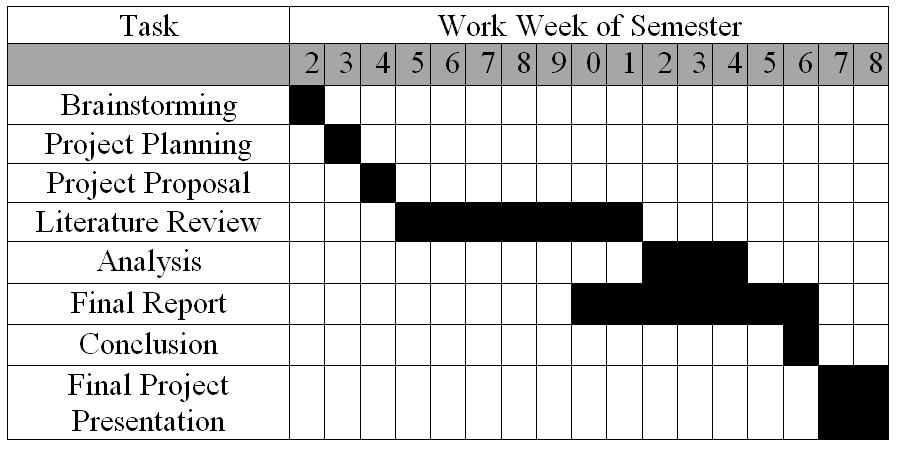 Task Work Week of Semester
2 3 4 5 6 7 8 9 0 1 2 3 4 5 6 7 8
Brainstorming
Project Planning
Project Proposal
Literature Review
Analysis
Final Report
Conclusion
Final Project
Presentation